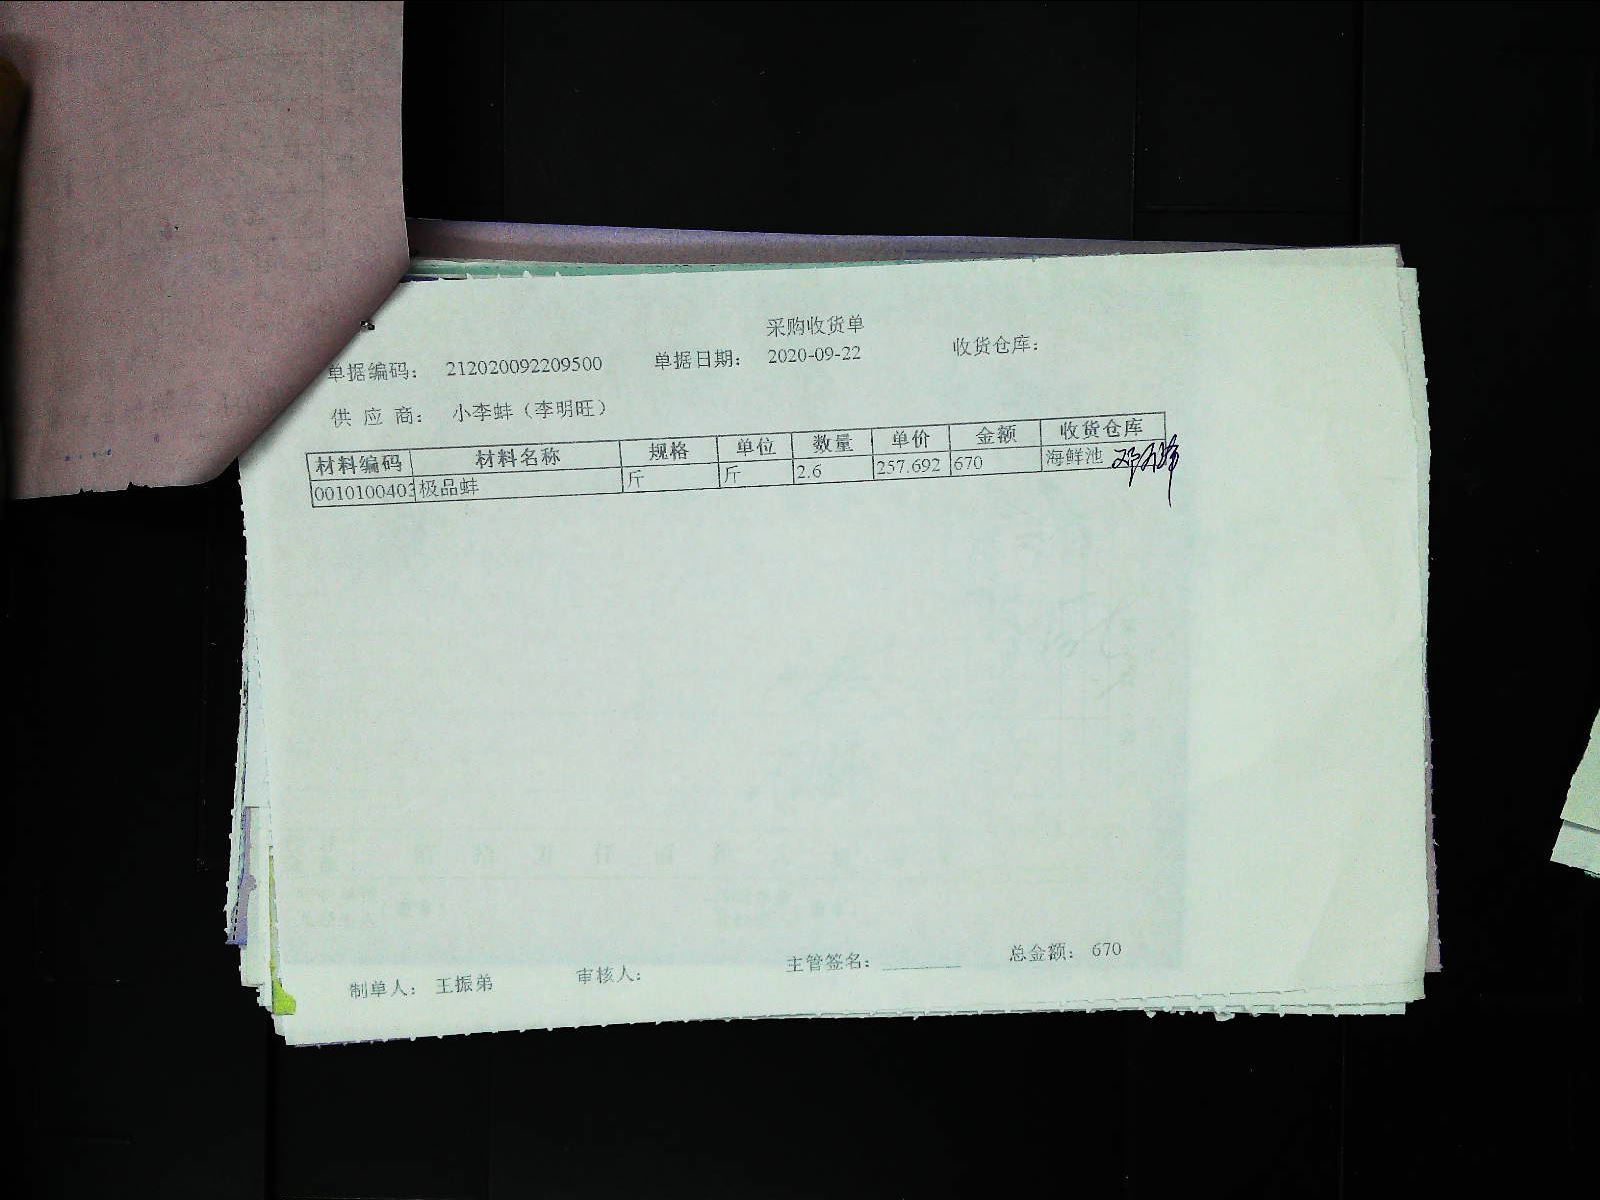 采购收货单
单据编码： 212020092209500 单据日期： 2020-09-22 收货仓库：
供 应 商： 小李蚌（李明旺）
材料编码 材料名称 规格 单位 数量 单价 金额 收货仓库
0010100403 极品蚌 斤 斤 2.6 257.692 670 海鲜池
制单人： 王振弟 审核人： 主管签名： ________ 总金额： 670